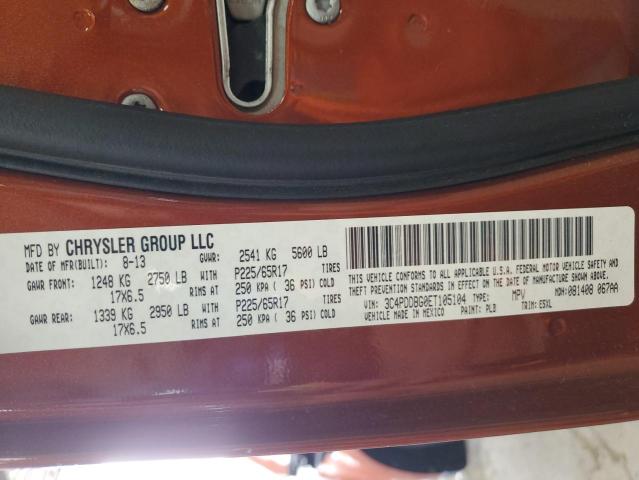 MFD BY CHRYSLER GROUP LLC
DATE OF MFR(BUILT): 8-13 GVWR: 2541 KG 5600 LB
GAWR FRONT: 1248 KG 2750 LB WITH P225/65R17 TIRES
17X6.5 RIMS AT 250 KPA ( 36 PSI) COLD
GAWR REAR: 1339 KG 2950 LB WITH P225/65R17 TIRES
17X6.5 RIMS AT 250 KPA ( 36 PSI) COLD
THIS VEHICLE CONFORMS TO ALL APPLICABLE U.S.A. FEDERAL MOTOR VEHICLE SAFETY AND
THEFT PREVENTION STANDARDS IN EFFECT ON THE DATE OF MANUFACTURE SHOWN ABOVE.
VIN: 3C4PDDBG0ET105104 TYPE: MPV MDH: 081408 067AA
VEHICLE MADE IN MEXICO PAINT: PLB TRIM: E5XL